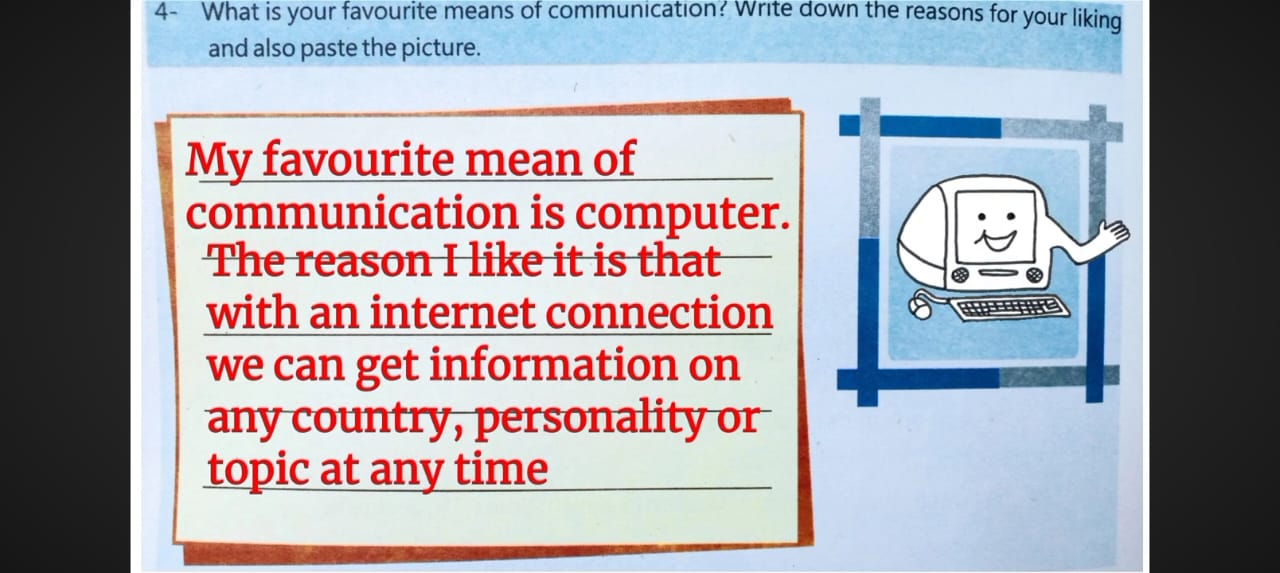 4- What is your favourite means of communication? Write down the reasons for your liking
and also paste the picture.
My favourite mean of
communication is computer.
The reason I like it is that
with an internet connection
we can get information on
any country, personality or
topic at any time